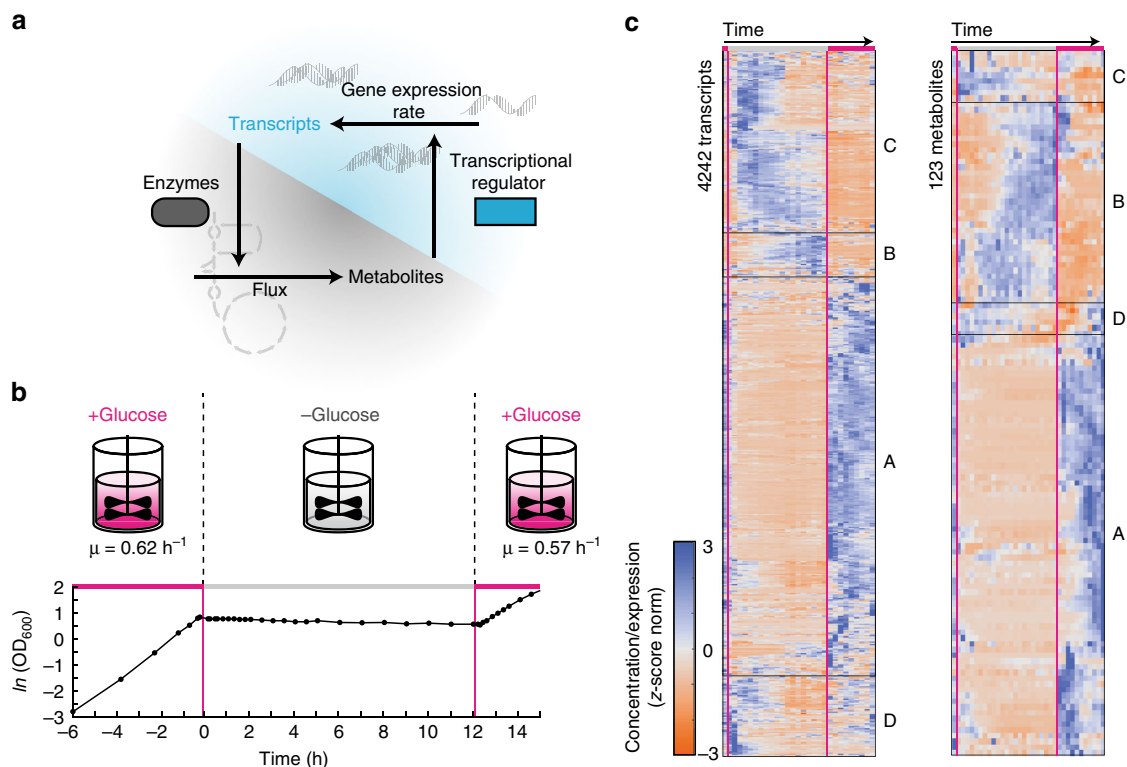 a
Gene expression
rate
Transcripts
Enzymes
Transcriptional
regulator
Flux
Metabolites
b
+Glucose
–Glucose
+Glucose
μ = 0.62 h⁻¹
μ = 0.57 h⁻¹
2
1
0
−1
−2
−3
ln (OD₆₀₀)
−6 −4 −2 0 2 4 6 8 10 12 14
Time (h)
c
Time
4242 transcripts
C
B
A
D
Time
123 metabolites
C
B
D
A
Concentration/expression
(z-score norm)
3
0
−3